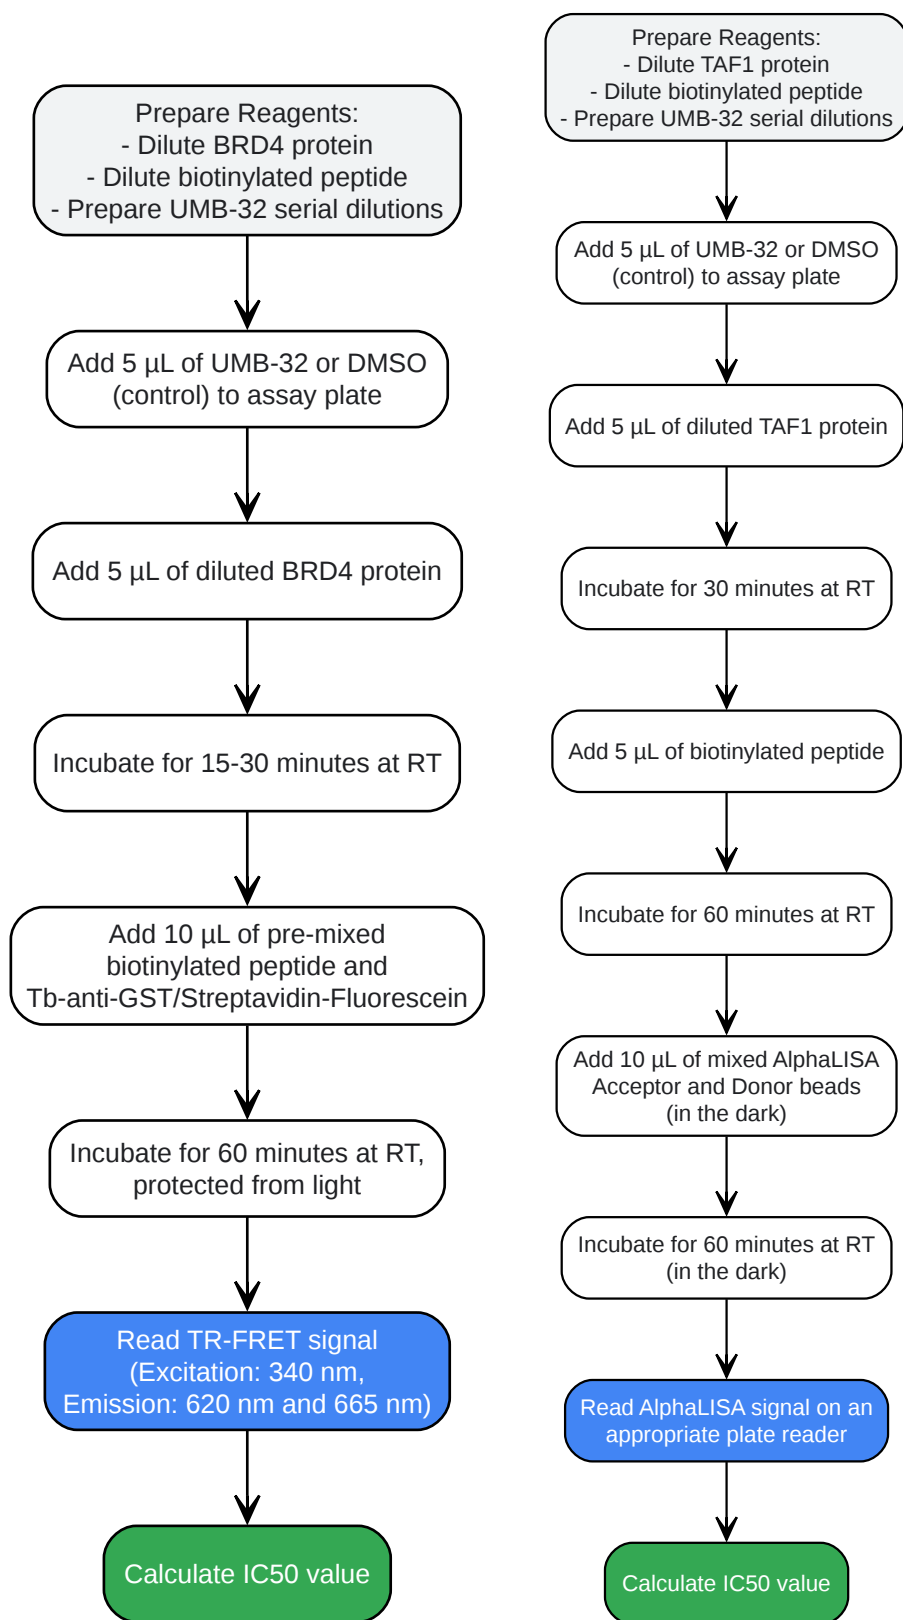 Prepare Reagents:
- Dilute BRD4 protein
- Dilute biotinylated peptide
- Prepare UMB-32 serial dilutions
Add 5 µL of UMB-32 or DMSO
(control) to assay plate
Add 5 µL of diluted BRD4 protein
Incubate for 15-30 minutes at RT
Add 10 µL of pre-mixed
biotinylated peptide and
Tb-anti-GST/Streptavidin-Fluorescein
Incubate for 60 minutes at RT,
protected from light
Read TR-FRET signal
(Excitation: 340 nm,
Emission: 620 nm and 665 nm)
Calculate IC50 value
Prepare Reagents:
- Dilute TAF1 protein
- Dilute biotinylated peptide
- Prepare UMB-32 serial dilutions
Add 5 µL of UMB-32 or DMSO
(control) to assay plate
Add 5 µL of diluted TAF1 protein
Incubate for 30 minutes at RT
Add 5 µL of biotinylated peptide
Incubate for 60 minutes at RT
Add 10 µL of mixed AlphaLISA
Acceptor and Donor beads
(in the dark)
Incubate for 60 minutes at RT
(in the dark)
Read AlphaLISA signal on an
appropriate plate reader
Calculate IC50 value